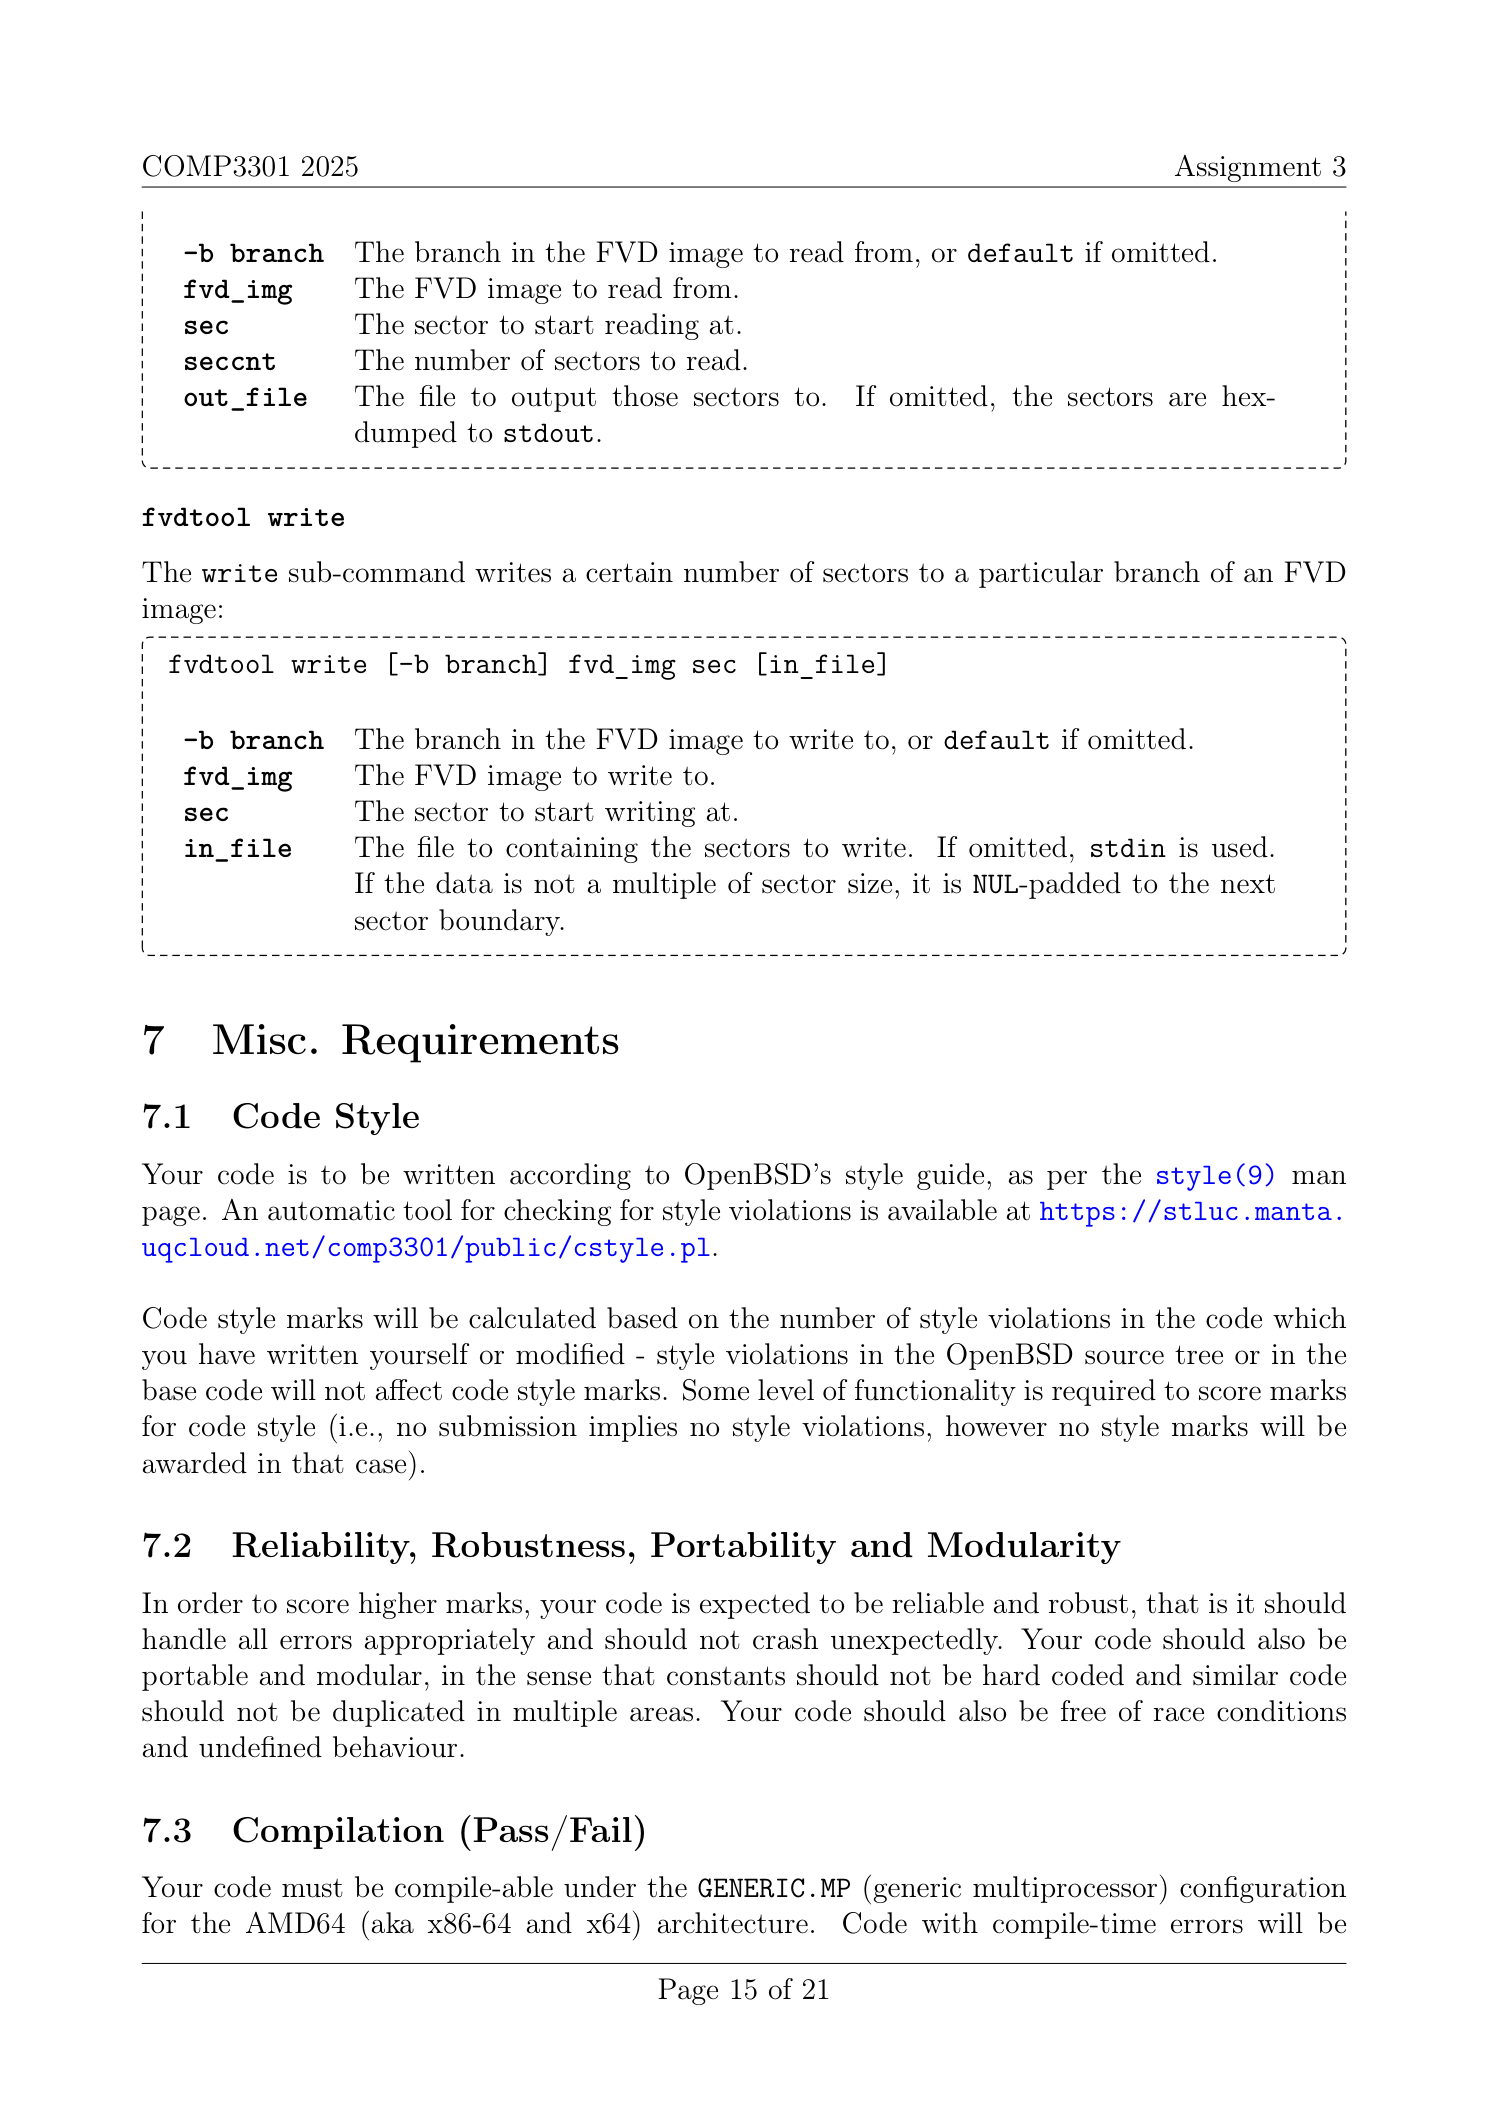 COMP3301 2025 Assignment 3
-b branch The branch in the FVD image to read from, or default if omitted.
fvd_img The FVD image to read from.
sec The sector to start reading at.
seccnt The number of sectors to read.
out_file The file to output those sectors to. If omitted, the sectors are hex-
dumped to stdout.
fvdtool write
The write sub-command writes a certain number of sectors to a particular branch of an FVD
image:
fvdtool write [-b branch] fvd_img sec [in_file]
-b branch The branch in the FVD image to write to, or default if omitted.
fvd_img The FVD image to write to.
sec The sector to start writing at.
in_file The file to containing the sectors to write. If omitted, stdin is used.
If the data is not a multiple of sector size, it is NUL-padded to the next
sector boundary.
7 Misc. Requirements
7.1 Code Style
Your code is to be written according to OpenBSD's style guide, as per the style(9) man
page. An automatic tool for checking for style violations is available at https://stluc.manta.
uqcloud.net/comp3301/public/cstyle.pl.
Code style marks will be calculated based on the number of style violations in the code which
you have written yourself or modified - style violations in the OpenBSD source tree or in the
base code will not affect code style marks. Some level of functionality is required to score marks
for code style (i.e., no submission implies no style violations, however no style marks will be
awarded in that case).
7.2 Reliability, Robustness, Portability and Modularity
In order to score higher marks, your code is expected to be reliable and robust, that is it should
handle all errors appropriately and should not crash unexpectedly. Your code should also be
portable and modular, in the sense that constants should not be hard coded and similar code
should not be duplicated in multiple areas. Your code should also be free of race conditions
and undefined behaviour.
7.3 Compilation (Pass/Fail)
Your code must be compile-able under the GENERIC.MP (generic multiprocessor) configuration
for the AMD64 (aka x86-64 and x64) architecture. Code with compile-time errors will be
Page 15 of 21